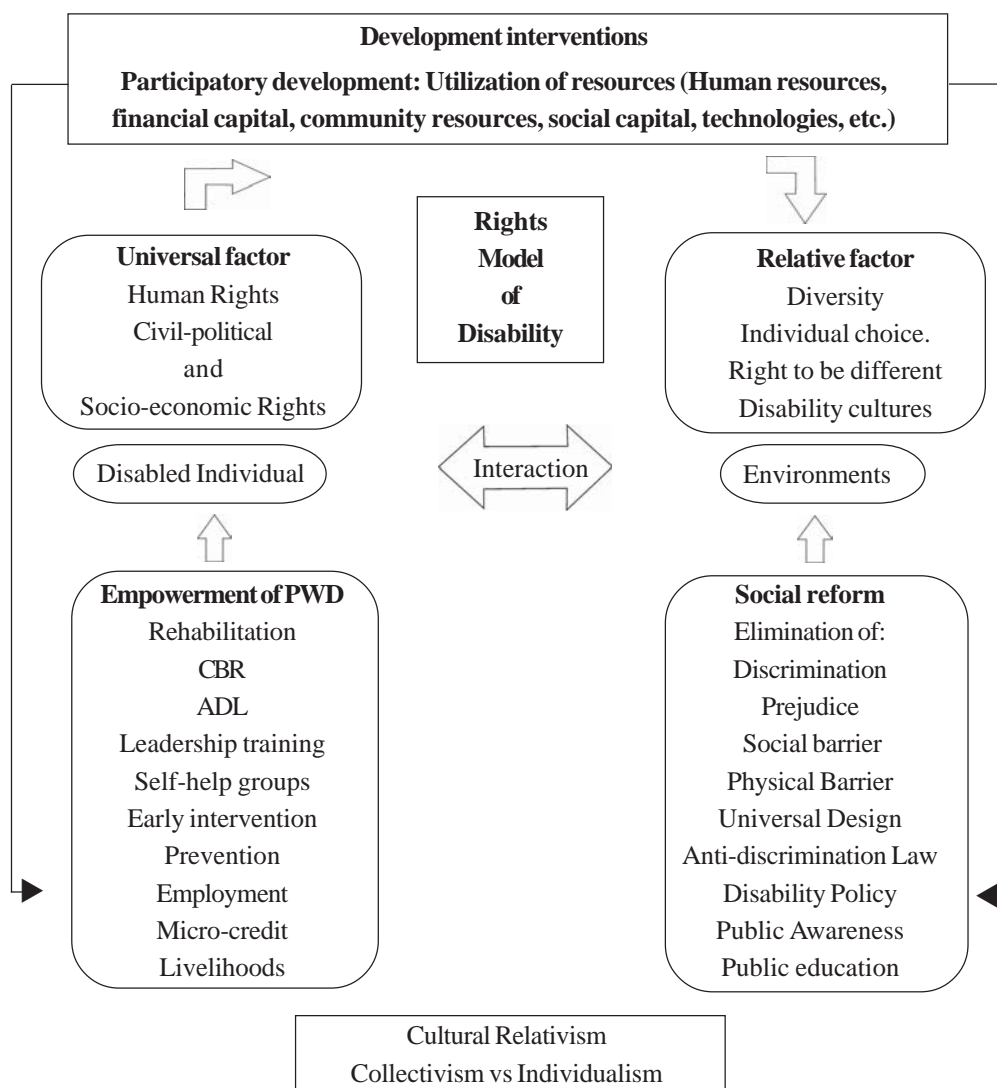 Development interventions
Participatory development: Utilization of resources (Human resources,
financial capital, community resources, social capital, technologies, etc.)
Rights
Model
of
Disability
Universal factor
Human Rights
Civil-political
and
Socio-economic Rights
Relative factor
Diversity
Individual choice.
Right to be different
Disability cultures
Disabled Individual
Interaction
Environments
Empowerment of PWD
Rehabilitation
CBR
ADL
Leadership training
Self-help groups
Early intervention
Prevention
Employment
Micro-credit
Livelihoods
Social reform
Elimination of:
Discrimination
Prejudice
Social barrier
Physical Barrier
Universal Design
Anti-discrimination Law
Disability Policy
Public Awareness
Public education
Cultural Relativism
Collectivism vs Individualism